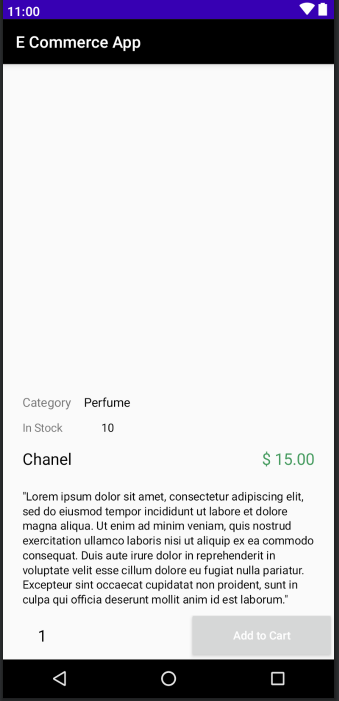 11:00
E Commerce App
Category Perfume
In Stock 10
Chanel $ 15.00
"Lorem ipsum dolor sit amet, consectetur adipiscing elit,
sed do eiusmod tempor incididunt ut labore et dolore
magna aliqua. Ut enim ad minim veniam, quis nostrud
exercitation ullamco laboris nisi ut aliquip ex ea commodo
consequat. Duis aute irure dolor in reprehenderit in
voluptate velit esse cillum dolore eu fugiat nulla pariatur.
Excepteur sint occaecat cupidatat non proident, sunt in
culpa qui officia deserunt mollit anim id est laborum."
1 Add to Cart